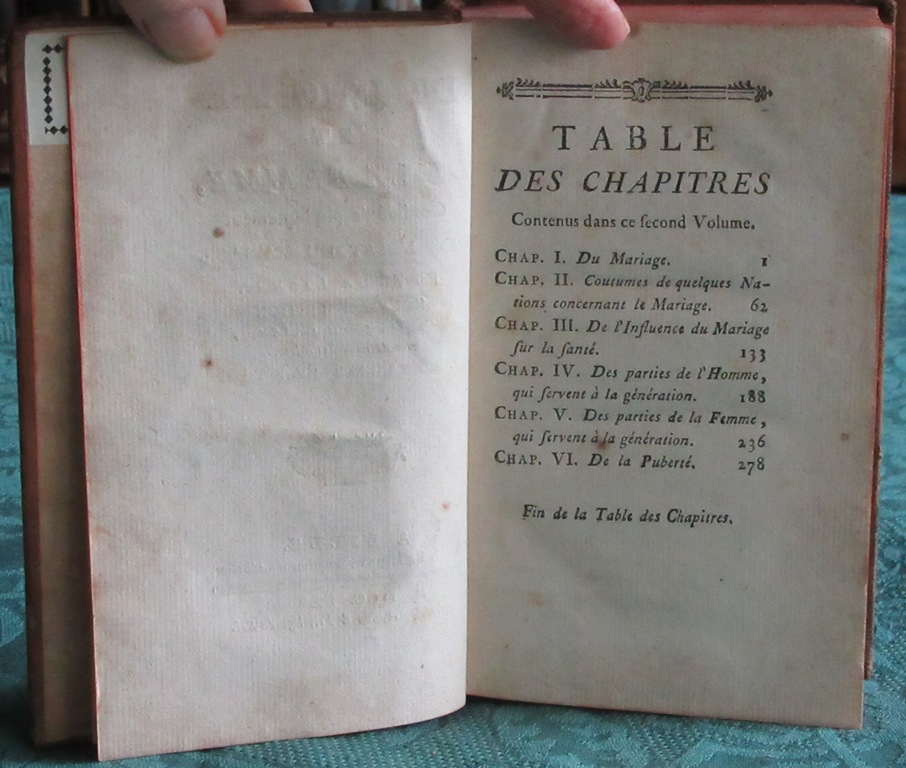 TABLE
DES CHAPITRES
Contenus dans ce ſecond Volume.
CHAP. I. Du Mariage. 1
CHAP. II. Coutumes de quelques Na-
tions concernant le Mariage. 62
CHAP. III. De l'Influence du Mariage
ſur la ſanté. 133
CHAP. IV. Des parties de l'Homme,
qui ſervent à la génération. 188
CHAP. V. Des parties de la Femme,
qui ſervent à la génération. 236
CHAP. VI. De la Puberté. 278
Fin de la Table des Chapitres.